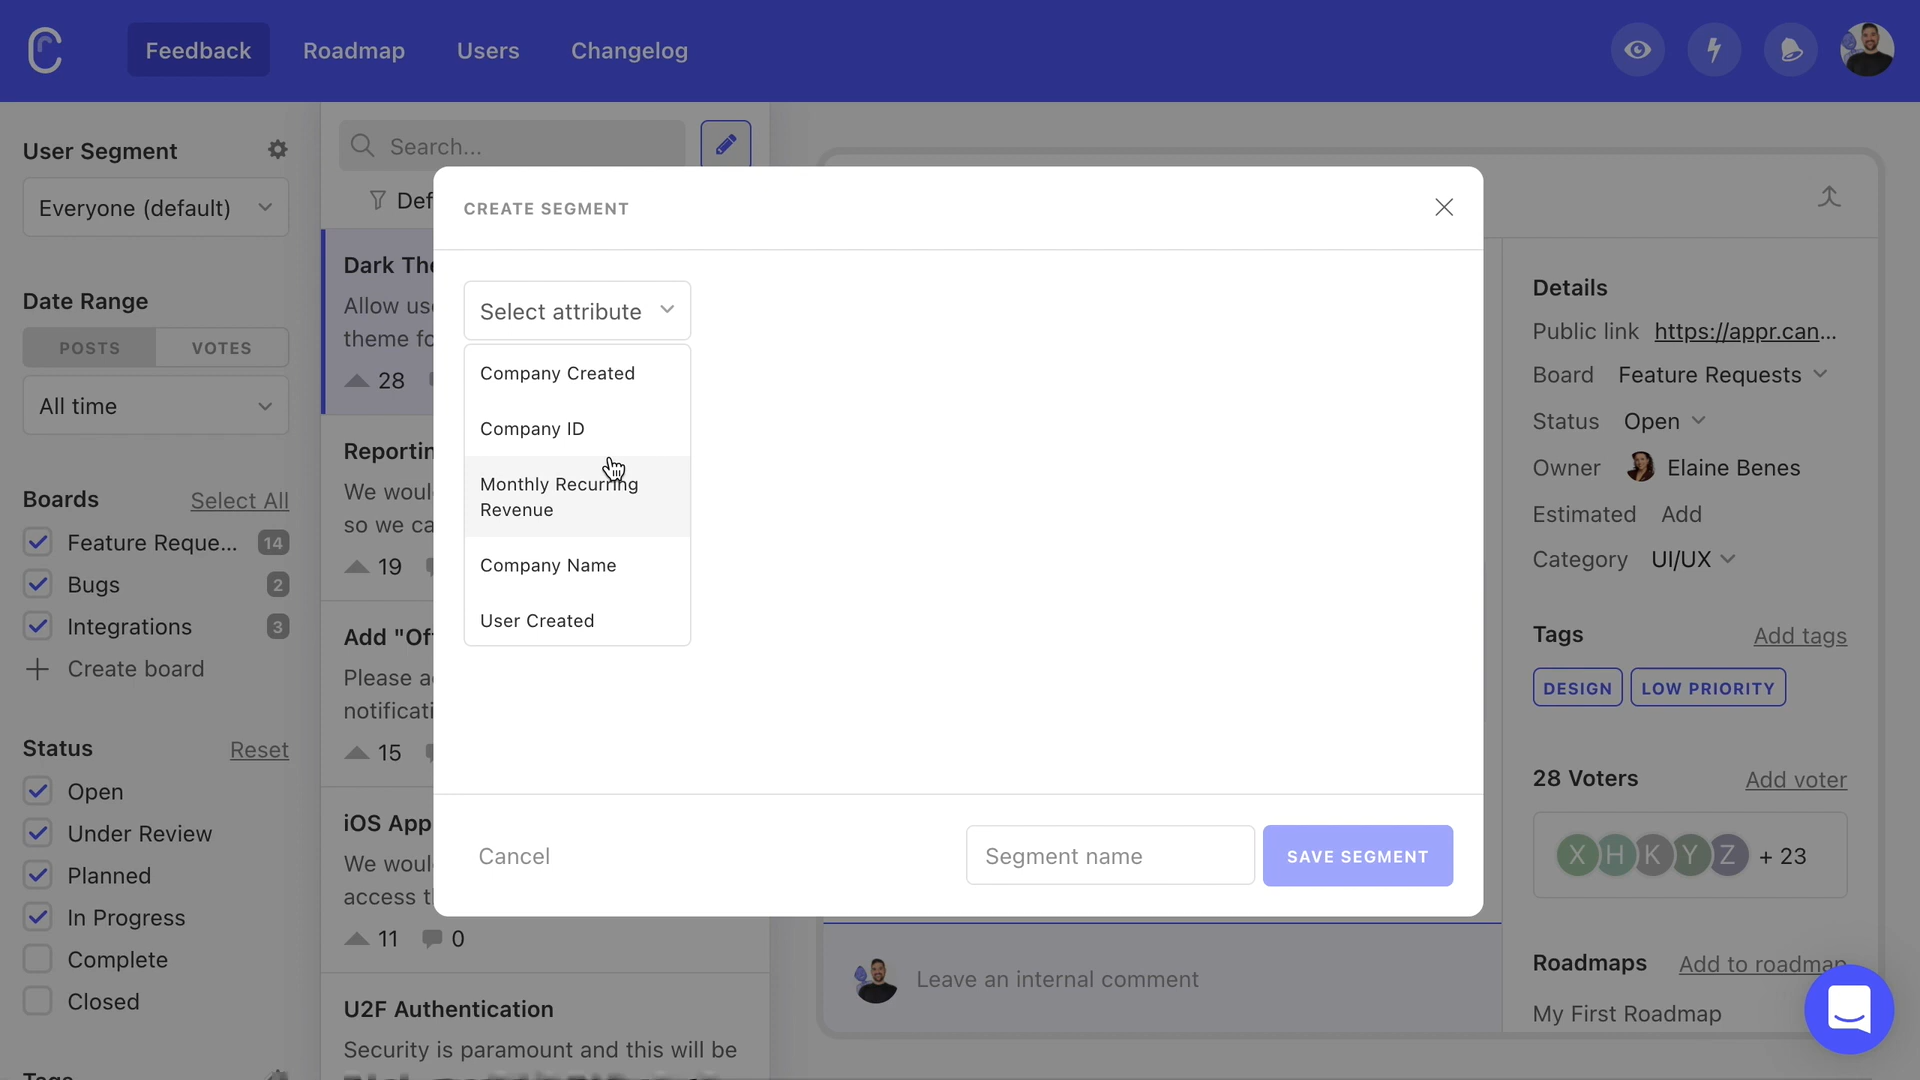 Feedback
Roadmap
Users
Changelog
User Segment
Everyone (default)
Date Range
POSTS
VOTES
All time
Boards
Select All
Feature Reque...
14
Bugs
2
Integrations
3
Create board
Status
Reset
Open
Under Review
Planned
In Progress
Complete
Closed
Search...
Def
Dark The
Allow use
theme fo
28
Reportin
We woul
so we ca
19
Add "Of
Please a
notificati
15
iOS App
We woul
access t
11
0
U2F Authentication
Security is paramount and this will be
CREATE SEGMENT
Select attribute
Company Created
Company ID
Monthly Recurring
Revenue
Company Name
User Created
Cancel
Segment name
SAVE SEGMENT
Leave an internal comment
Details
Public link https://appr.can...
Board Feature Requests
Status Open
Owner Elaine Benes
Estimated Add
Category UI/UX
Tags
Add tags
DESIGN
LOW PRIORITY
28 Voters
Add voter
X H K Y Z + 23
Roadmaps
Add to roadmap
My First Roadmap